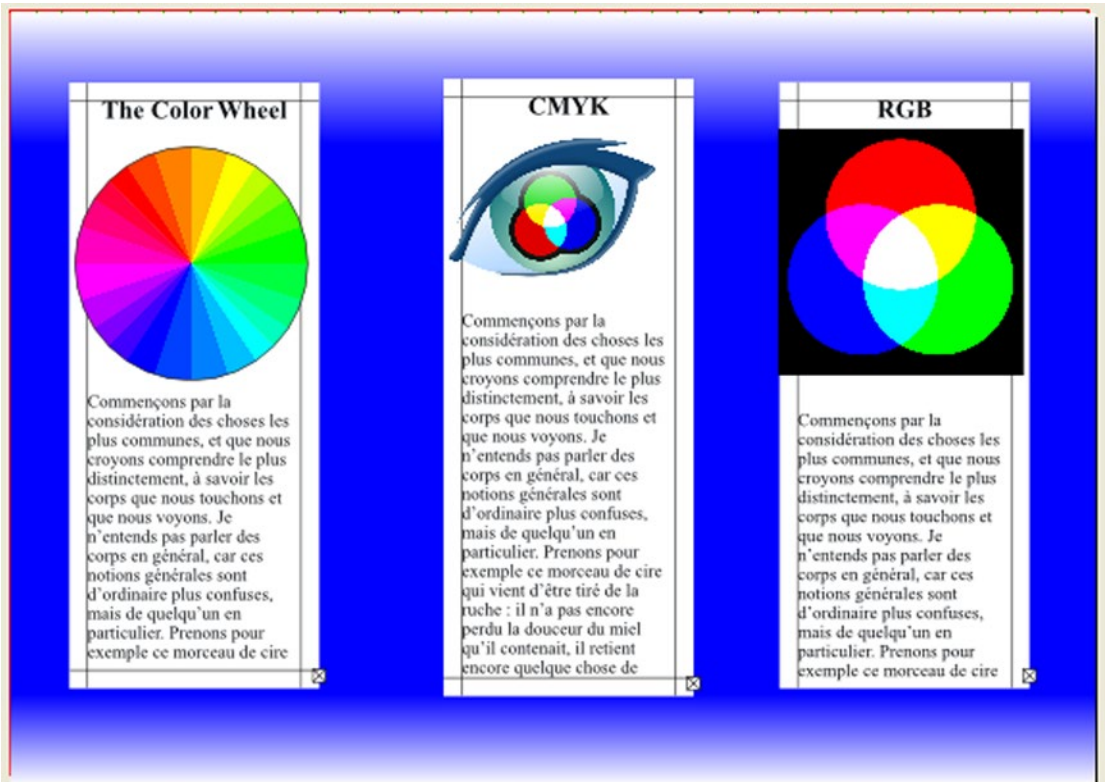 The Color Wheel
Commençons par la
considération des choses les
plus communes, et que nous
croyons comprendre le plus
distinctement, à savoir les
corps que nous touchons et
que nous voyons. Je
n’entends pas parler des
corps en général, car ces
notions générales sont
d’ordinaire plus confuses,
mais de quelqu’un en
particulier. Prenons pour
exemple ce morceau de cire
CMYK
Commençons par la
considération des choses les
plus communes, et que nous
croyons comprendre le plus
distinctement, à savoir les
corps que nous touchons et
que nous voyons. Je
n’entends pas parler des
corps en général, car ces
notions générales sont
d’ordinaire plus confuses,
mais de quelqu’un en
particulier. Prenons pour
exemple ce morceau de cire
qui vient d’être tiré de la
ruche : il n’a pas encore
perdu la douceur du miel
qu’il contenait, il retient
encore quelque chose de
RGB
Commençons par la
considération des choses les
plus communes, et que nous
croyons comprendre le plus
distinctement, à savoir les
corps que nous touchons et
que nous voyons. Je
n’entends pas parler des
corps en général, car ces
notions générales sont
d’ordinaire plus confuses,
mais de quelqu’un en
particulier. Prenons pour
exemple ce morceau de cire